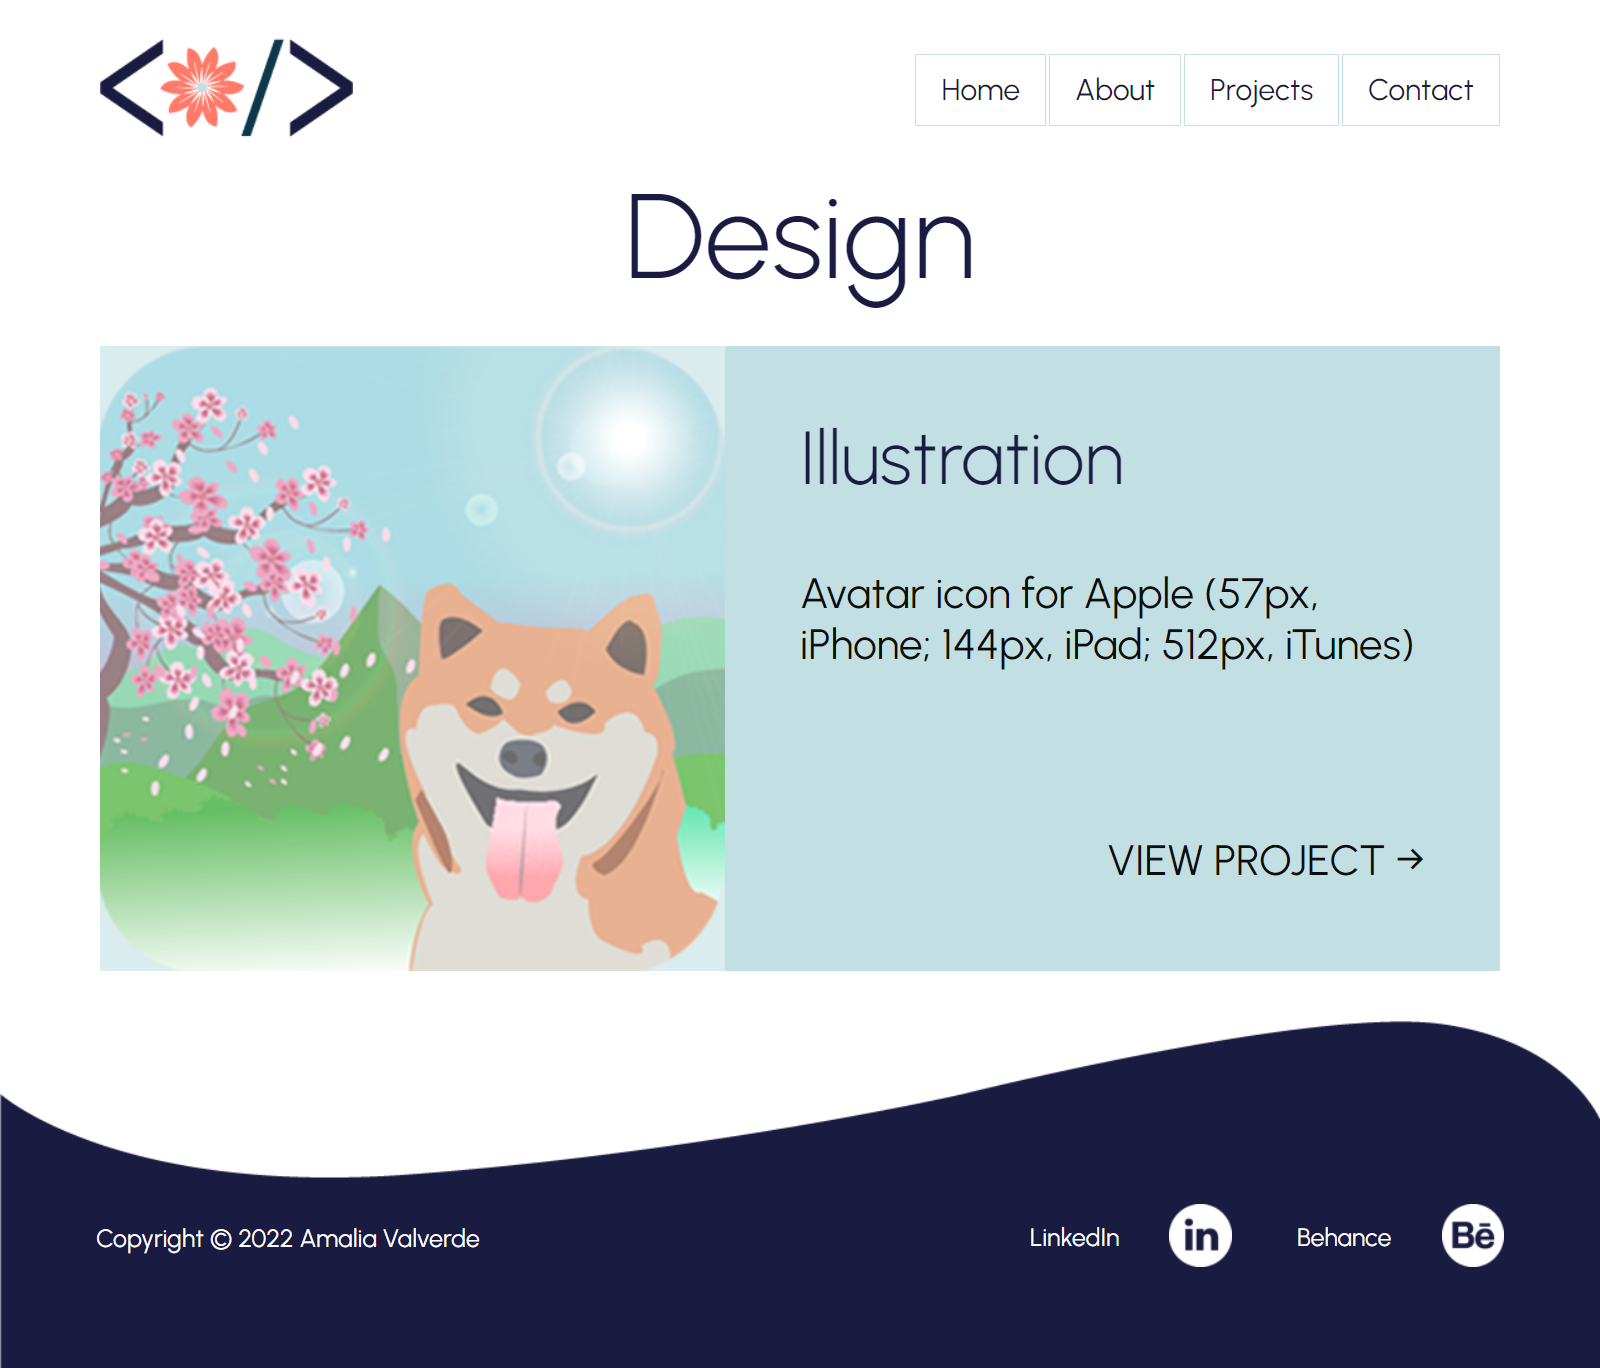 Home
About
Projects
Contact
Design
Illustration
Avatar icon for Apple (57px,
iPhone; 144px, iPad; 512px, iTunes)
VIEW PROJECT →
Copyright © 2022 Amalia Valverde
LinkedIn
in
Behance
Bē